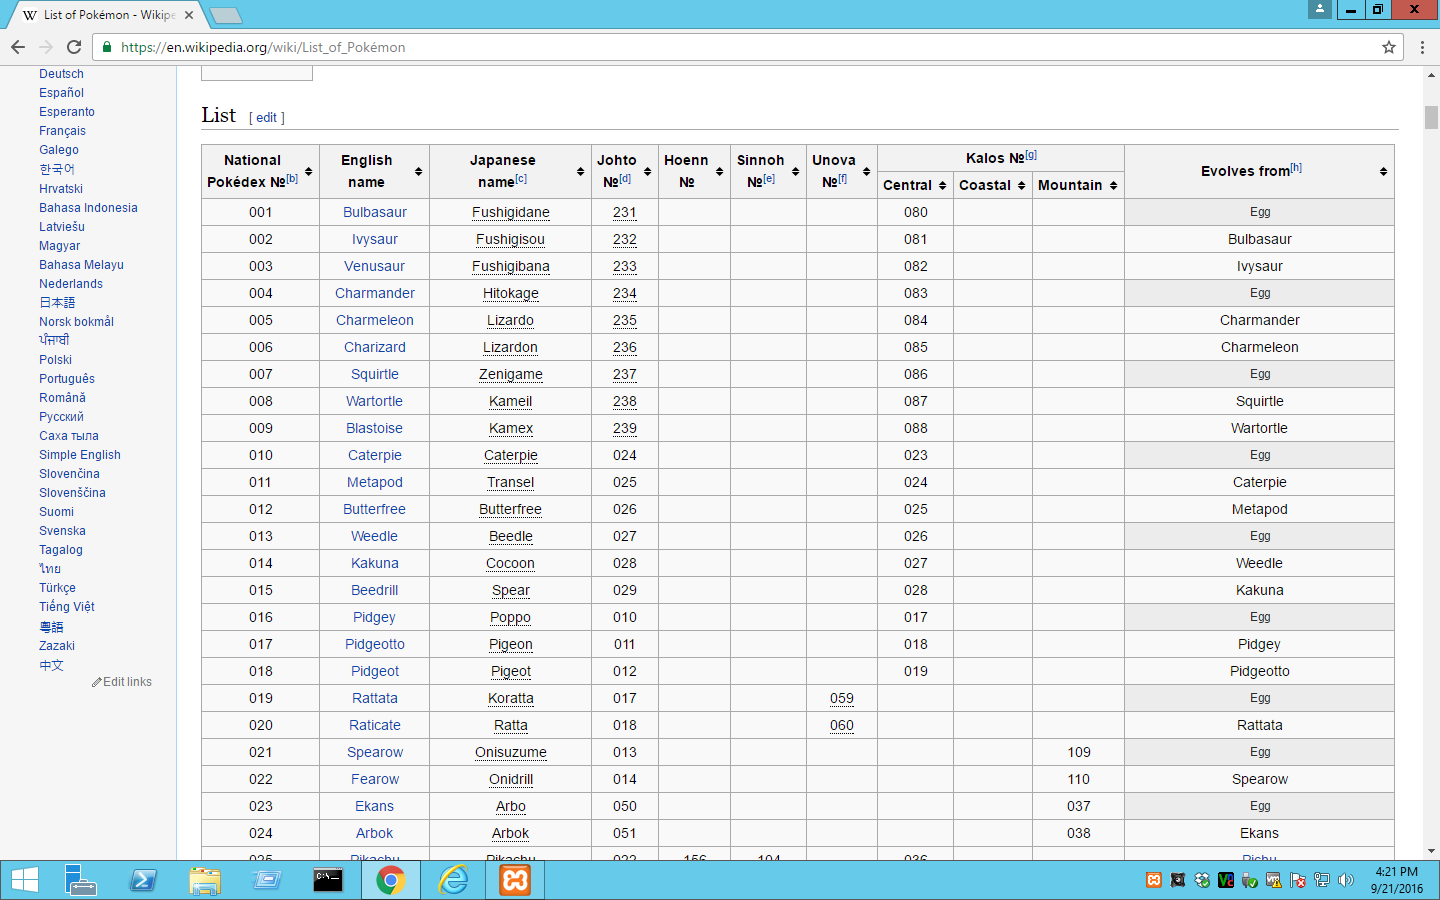 List of Pokémon - Wikipe
https://en.wikipedia.org/wiki/List_of_Pokémon
Deutsch
Español
Esperanto
Français
Galego
한국어
Hrvatski
Bahasa Indonesia
Latviešu
Magyar
Bahasa Melayu
Nederlands
日本語
Norsk bokmål
ਪੰਜਾਬੀ
Polski
Português
Română
Русский
Саха тыла
Simple English
Slovenčina
Slovenščina
Suomi
Svenska
Tagalog
ไทย
Türkçe
Tiếng Việt
粵語
Zazaki
中文
Edit links
List [ edit ]
National Pokédex №[b] English name Japanese name[c] Johto №[d] Hoenn № Sinnoh №[e] Unova №[f] Kalos №[g] Evolves from[h]
Central Coastal Mountain
001 Bulbasaur Fushigidane 231 080 Egg
002 Ivysaur Fushigisou 232 081 Bulbasaur
003 Venusaur Fushigibana 233 082 Ivysaur
004 Charmander Hitokage 234 083 Egg
005 Charmeleon Lizardo 235 084 Charmander
006 Charizard Lizardon 236 085 Charmeleon
007 Squirtle Zenigame 237 086 Egg
008 Wartortle Kameil 238 087 Squirtle
009 Blastoise Kamex 239 088 Wartortle
010 Caterpie Caterpie 024 023 Egg
011 Metapod Transel 025 024 Caterpie
012 Butterfree Butterfree 026 025 Metapod
013 Weedle Beedle 027 026 Egg
014 Kakuna Cocoon 028 027 Weedle
015 Beedrill Spear 029 028 Kakuna
016 Pidgey Poppo 010 017 Egg
017 Pidgeotto Pigeon 011 018 Pidgey
018 Pidgeot Pigeot 012 019 Pidgeotto
019 Rattata Koratta 017 059 Egg
020 Raticate Ratta 018 060 Rattata
021 Spearow Onisuzume 013 109 Egg
022 Fearow Onidrill 014 110 Spearow
023 Ekans Arbo 050 037 Egg
024 Arbok Arbok 051 038 Ekans
025 Pikachu Pikachu 022 156 104 036 Pichu
4:21 PM
9/21/2016